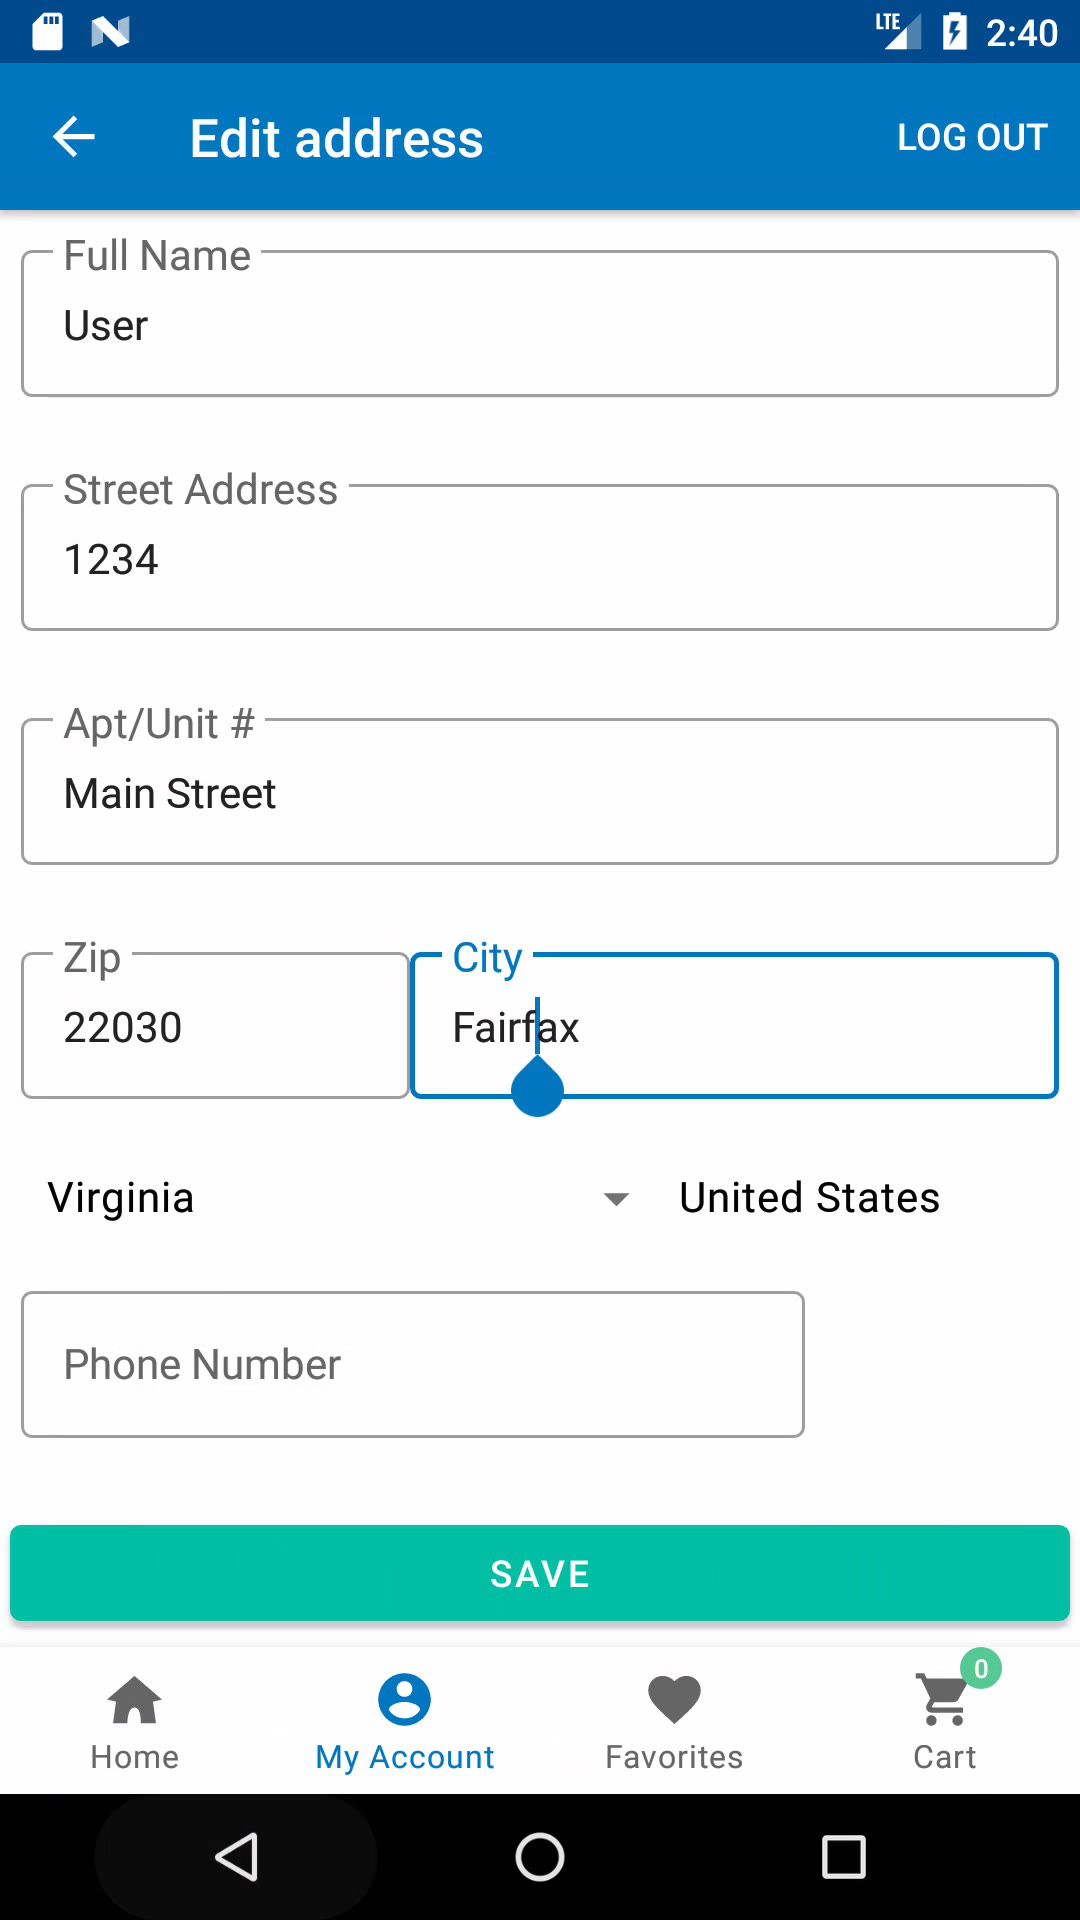 LTE 2:40
Edit address LOG OUT
Full Name
User
Street Address
1234
Apt/Unit #
Main Street
Zip City
22030 Fairfax
Virginia United States
Phone Number
SAVE
0
Home My Account Favorites Cart